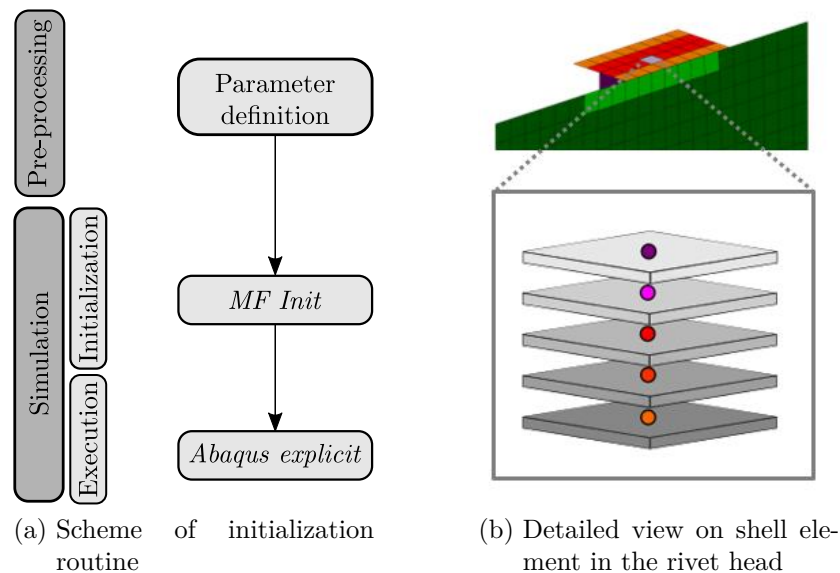 Pre-processing
Simulation
Initialization
Execution
Parameter
definition
MF Init
Abaqus explicit
(a) Scheme of initialization
routine
(b) Detailed view on shell ele-
ment in the rivet head